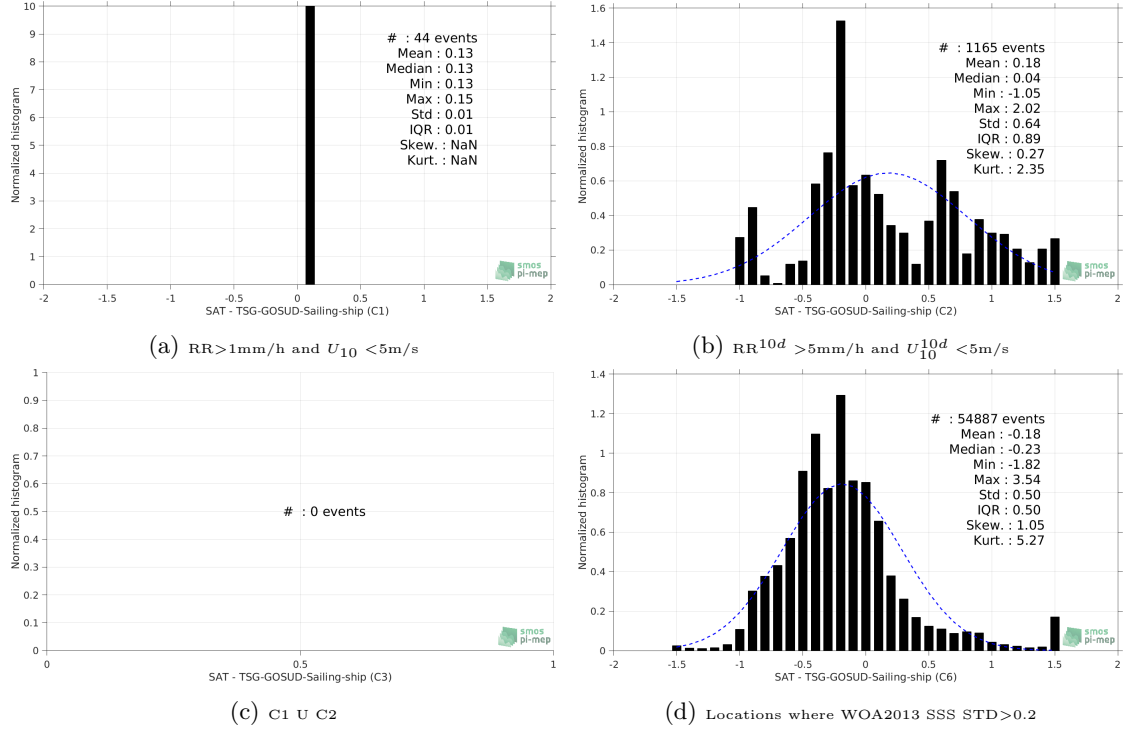 10
9
8
7
6
5
4
3
2
1
0
Normalized histogram
# : 44 events
Mean : 0.13
Median : 0.13
Min : 0.13
Max : 0.15
Std : 0.01
IQR : 0.01
Skew. : NaN
Kurt. : NaN
smos
pi-mep
-2 -1.5 -1 -0.5 0 0.5 1 1.5 2
SAT - TSG-GOSUD-Sailing-ship (C1)
(a) RR>1mm/h and U10 <5m/s
1.6
1.4
1.2
1
0.8
0.6
0.4
0.2
0
Normalized histogram
# : 1165 events
Mean : 0.18
Median : 0.04
Min : -1.05
Max : 2.02
Std : 0.64
IQR : 0.89
Skew. : 0.27
Kurt. : 2.35
smos
pi-mep
-2 -1.5 -1 -0.5 0 0.5 1 1.5 2
SAT - TSG-GOSUD-Sailing-ship (C2)
(b) RR^10d >5mm/h and U10^10d <5m/s
1
0.9
0.8
0.7
0.6
0.5
0.4
0.3
0.2
0.1
0
Normalized histogram
# : 0 events
smos
pi-mep
0 0.5 1
SAT - TSG-GOSUD-Sailing-ship (C3)
(c) C1 U C2
1.4
1.2
1
0.8
0.6
0.4
0.2
0
Normalized histogram
# : 54887 events
Mean : -0.18
Median : -0.23
Min : -1.82
Max : 3.54
Std : 0.50
IQR : 0.50
Skew. : 1.05
Kurt. : 5.27
smos
pi-mep
-2 -1.5 -1 -0.5 0 0.5 1 1.5 2
SAT - TSG-GOSUD-Sailing-ship (C6)
(d) Locations where WOA2013 SSS STD>0.2